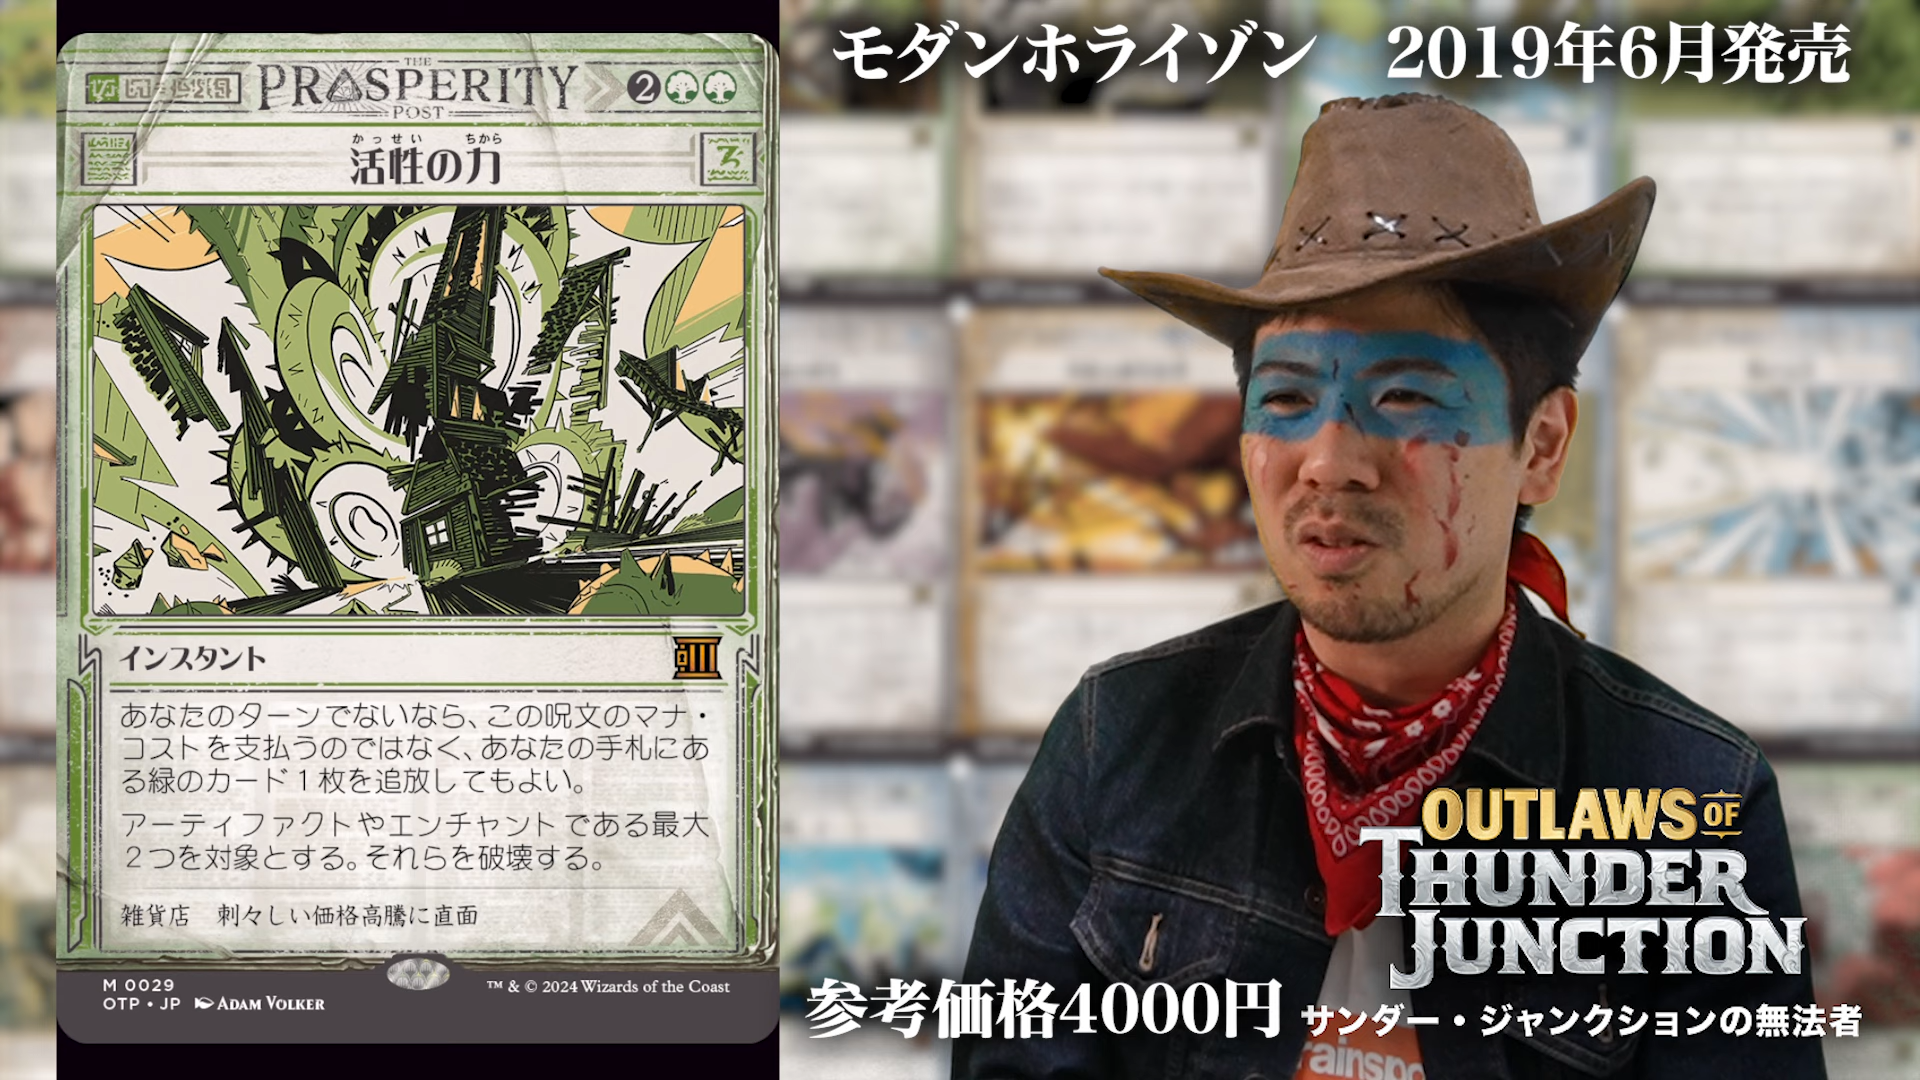 モダンホライゾン　2019年6月発売
THE
PROSPERITY
POST
2
かっせい　ちから
活性の力
インスタント
あなたのターンでないなら、この呪文のマナ・
コストを支払うのではなく、あなたの手札にあ
る緑のカード１枚を追放してもよい。
アーティファクトやエンチャントである最大
２つを対象とする。それらを破壊する。
雑貨店　刺々しい価格高騰に直面
M 0029
OTP • JP ADAM VOLKER
™ & © 2024 Wizards of the Coast
参考価格4000円
OUTLAWS OF
THUNDER
JUNCTION
サンダー・ジャンクションの無法者